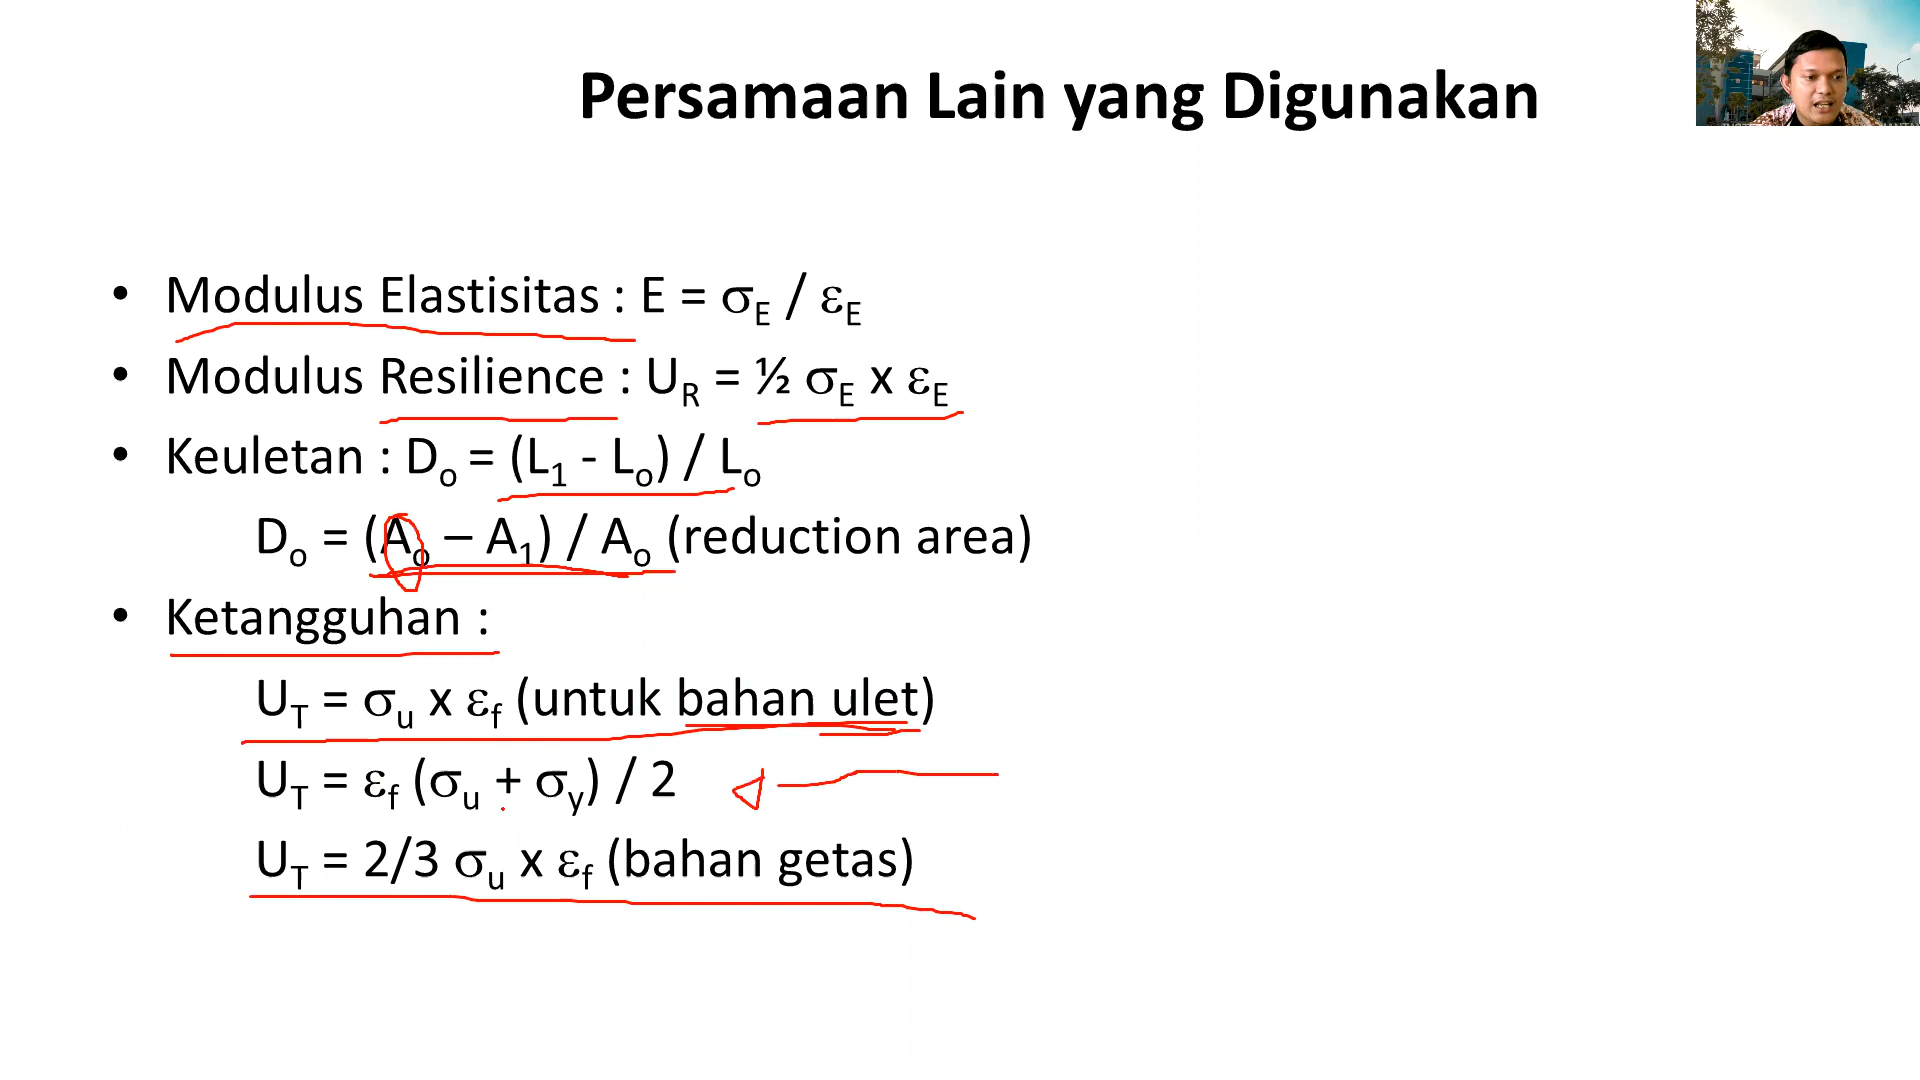 Persamaan Lain yang Digunakan
• Modulus Elastisitas : E = σE / εE
• Modulus Resilience : UR = ½ σE x εE
• Keuletan : Do = (L1 - Lo) / Lo
Do = (Ao – A1) / Ao (reduction area)
• Ketangguhan :
UT = σu x εf (untuk bahan ulet)
UT = εf (σu + σy) / 2
UT = 2/3 σu x εf (bahan getas)